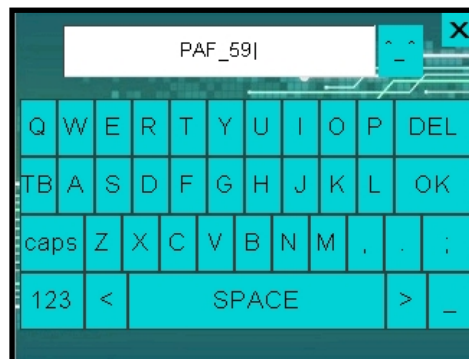 PAF_59| ^_^ X
Q W E R T Y U I O P DEL
TB A S D F G H J K L OK
caps Z X C V B N M , . ;
123 < SPACE > _